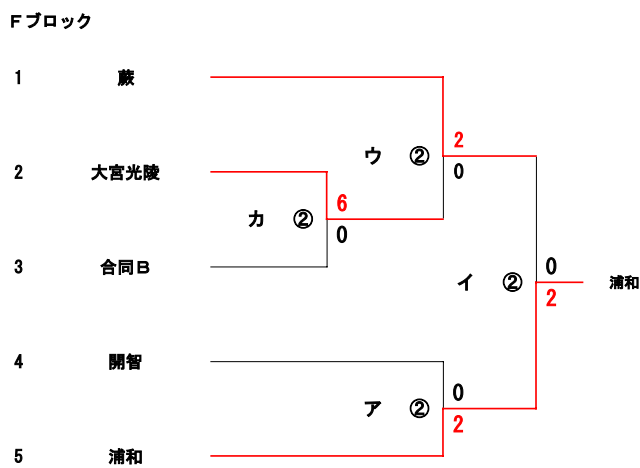 Fブロック
1 蕨
2
ウ ②
0
2 大宮光陵
6
カ ②
0
3 合同B
0
イ ② 浦和
2
4 開智
0
ア ②
2
5 浦和